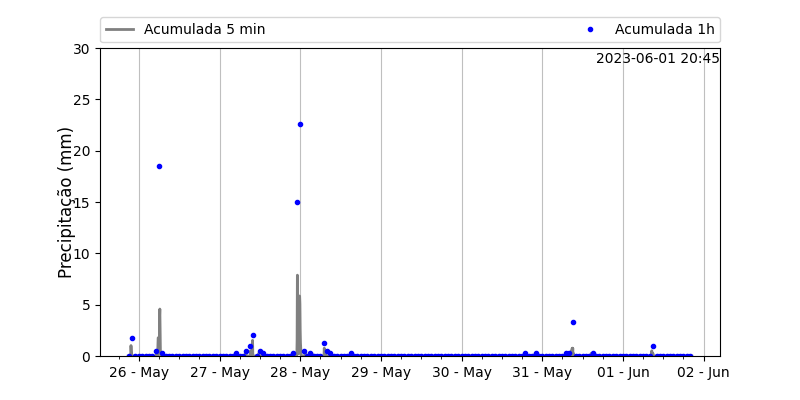 Acumulada 5 min
Acumulada 1h
2023-06-01 20:45
Precipitação (mm)
30
25
20
15
10
5
0
26 - May
27 - May
28 - May
29 - May
30 - May
31 - May
01 - Jun
02 - Jun